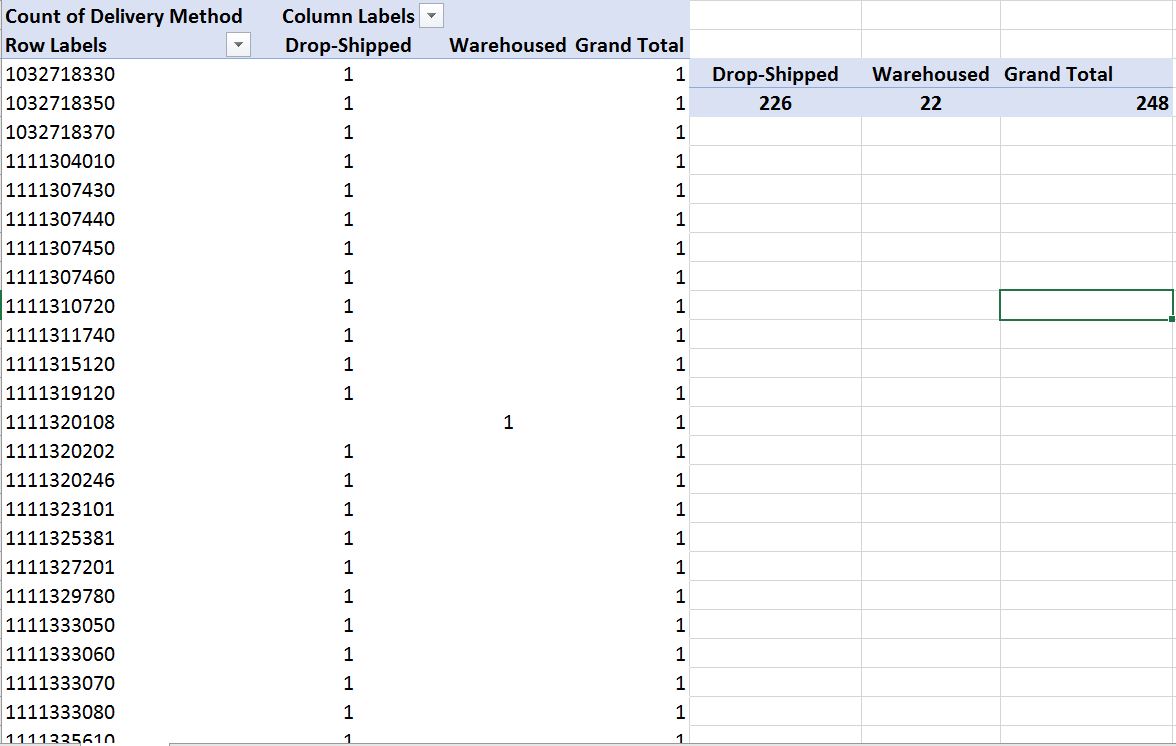 Count of Delivery Method Column Labels
Row Labels Drop-Shipped Warehoused Grand Total
1032718330 1 1 Drop-Shipped Warehoused Grand Total
1032718350 1 1 226 22 248
1032718370 1 1
1111304010 1 1
1111307430 1 1
1111307440 1 1
1111307450 1 1
1111307460 1 1
1111310720 1 1
1111311740 1 1
1111315120 1 1
1111319120 1 1
1111320108 1 1
1111320202 1 1
1111320246 1 1
1111323101 1 1
1111325381 1 1
1111327201 1 1
1111329780 1 1
1111333050 1 1
1111333060 1 1
1111333070 1 1
1111333080 1 1
1111335610 1 1